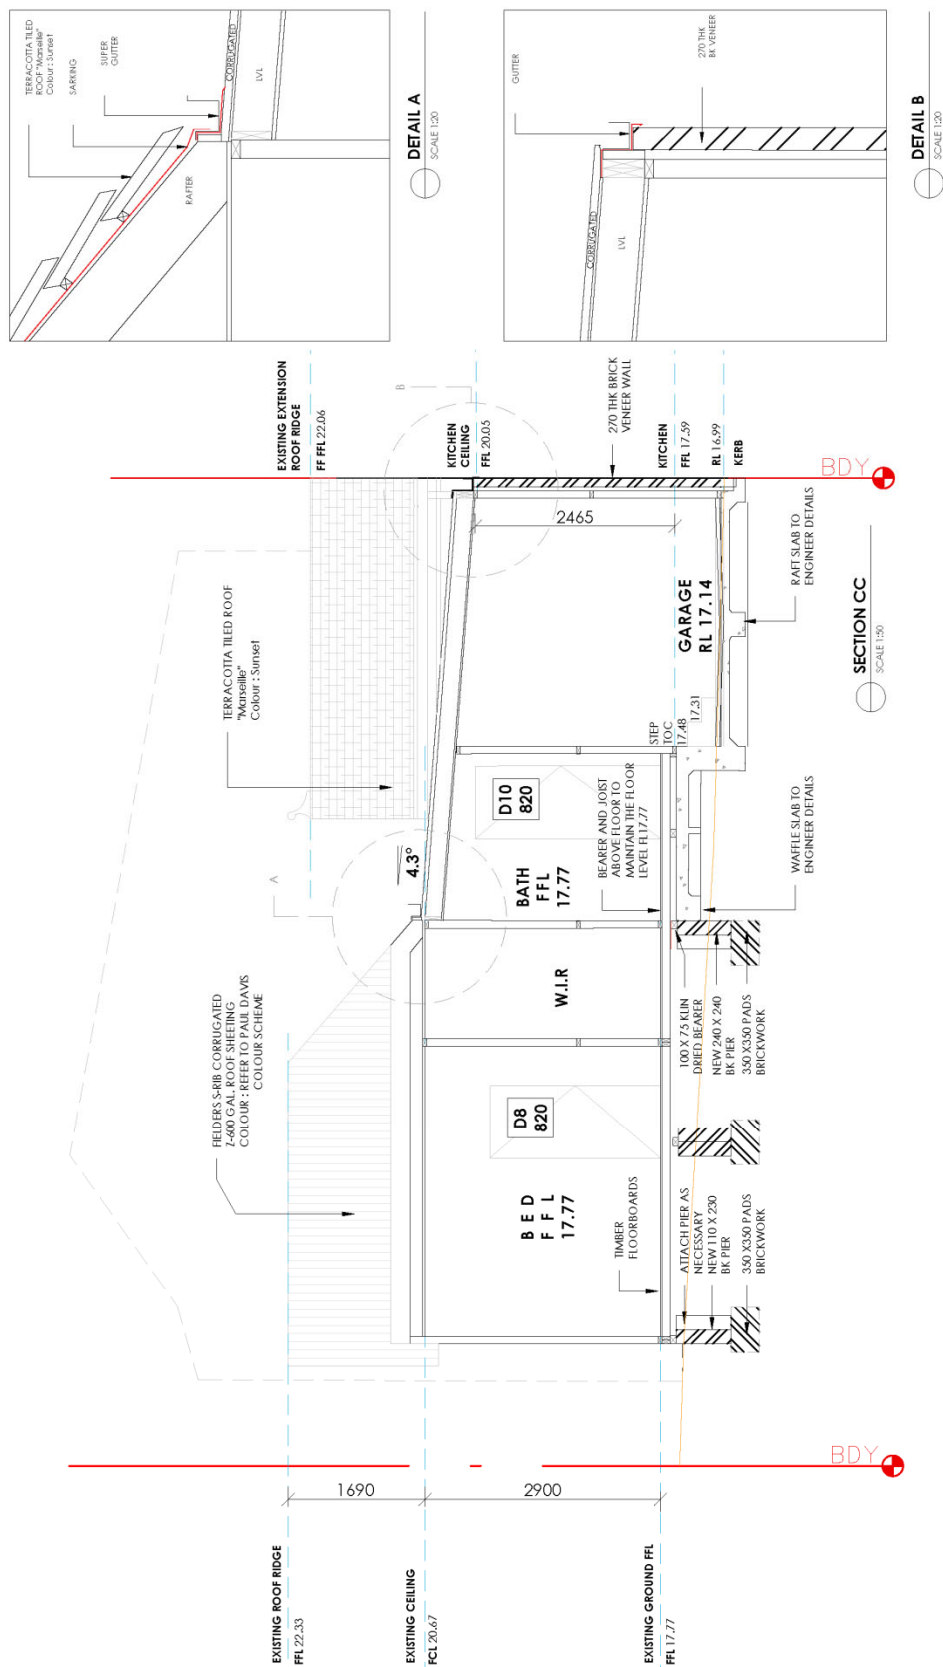 EXISTING ROOF RIDGE
FFL 22.33
EXISTING CEILING
FCL 20.67
EXISTING GROUND FFL
FFL 17.77
1690
2900
BDY
FIELDERS S-RIB CORRUGATED
Z-600 GAL. ROOF SHEETING
COLOUR : REFER TO PAUL DAVIS
COLOUR SCHEME
TERRACOTTA TILED ROOF
"Marseille"
Colour : Sunset
A
4.3°
B E D
F F L
17.77
D8
820
W.I.R
BATH
FFL
17.77
D10
820
GARAGE
RL 17.14
2465
TIMBER
FLOORBOARDS
BEARER AND JOIST
ABOVE FLOOR TO
MAINTAIN THE FLOOR
LEVEL FL17.77
STEP
TOC
17.48
17.31
ATTACH PIER AS
NECESSARY
NEW 110 X 230
BK PIER
350 X350 PADS
BRICKWORK
100 X 75 KLIN
DRIED BEARER
NEW 240 X 240
BK PIER
350 X350 PADS
BRICKWORK
WAFFLE SLAB TO
ENGINEER DETAILS
RAFT SLAB TO
ENGINEER DETAILS
SECTION CC
SCALE 1:50
BDY
EXISTING EXTENSION
ROOF RIDGE
FF FFL 22.06
B
KITCHEN
CEILING
FFL 20.05
270 THK BRICK
VENEER WALL
KITCHEN
FFL 17.59
RL 16.99
KERB
TERRACOTTA TILED
ROOF "Marseille"
Colour : Sunset
SARKING
SUPER
GUTTER
RAFTER
CORRUGATED
LVL
DETAIL A
SCALE 1:20
GUTTER
270 THK
BK VENEER
CORRUGATED
LVL
DETAIL B
SCALE 1:20